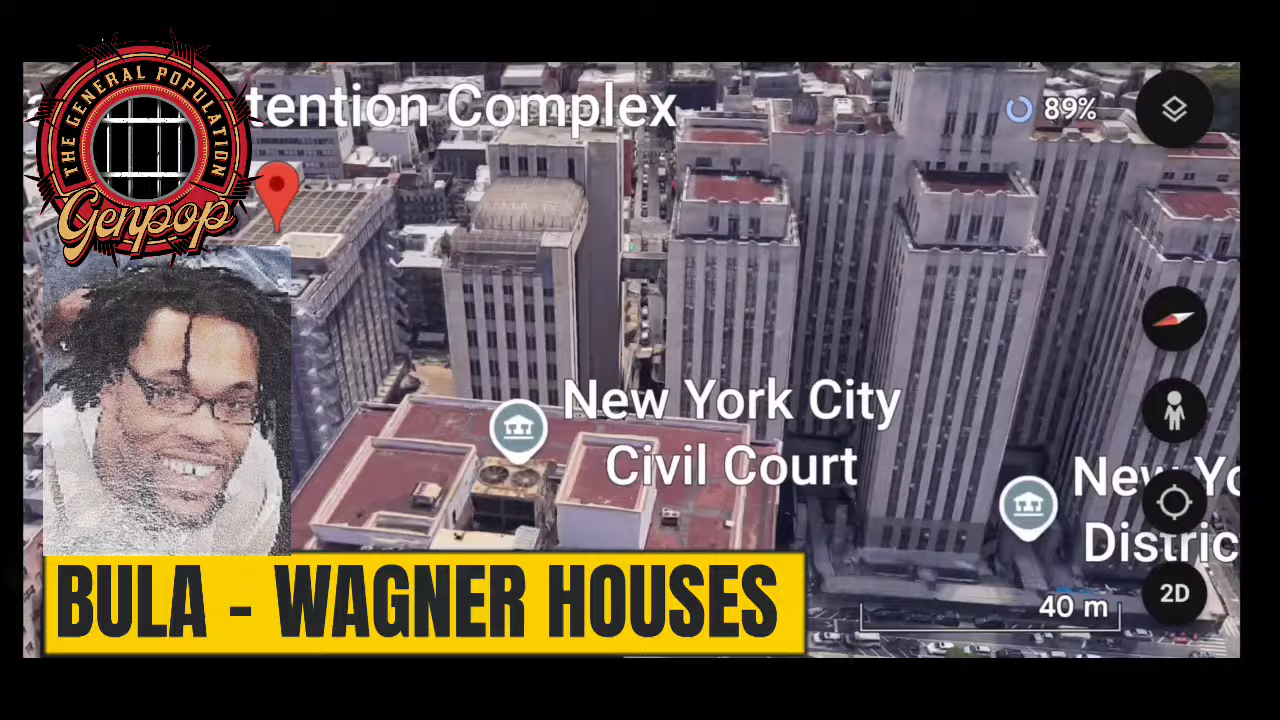 THE GENERAL POPULATION
Genpop
tention Complex
89%
New York City
Civil Court
New Yo
Distric
40 m
2D
BULA - WAGNER HOUSES